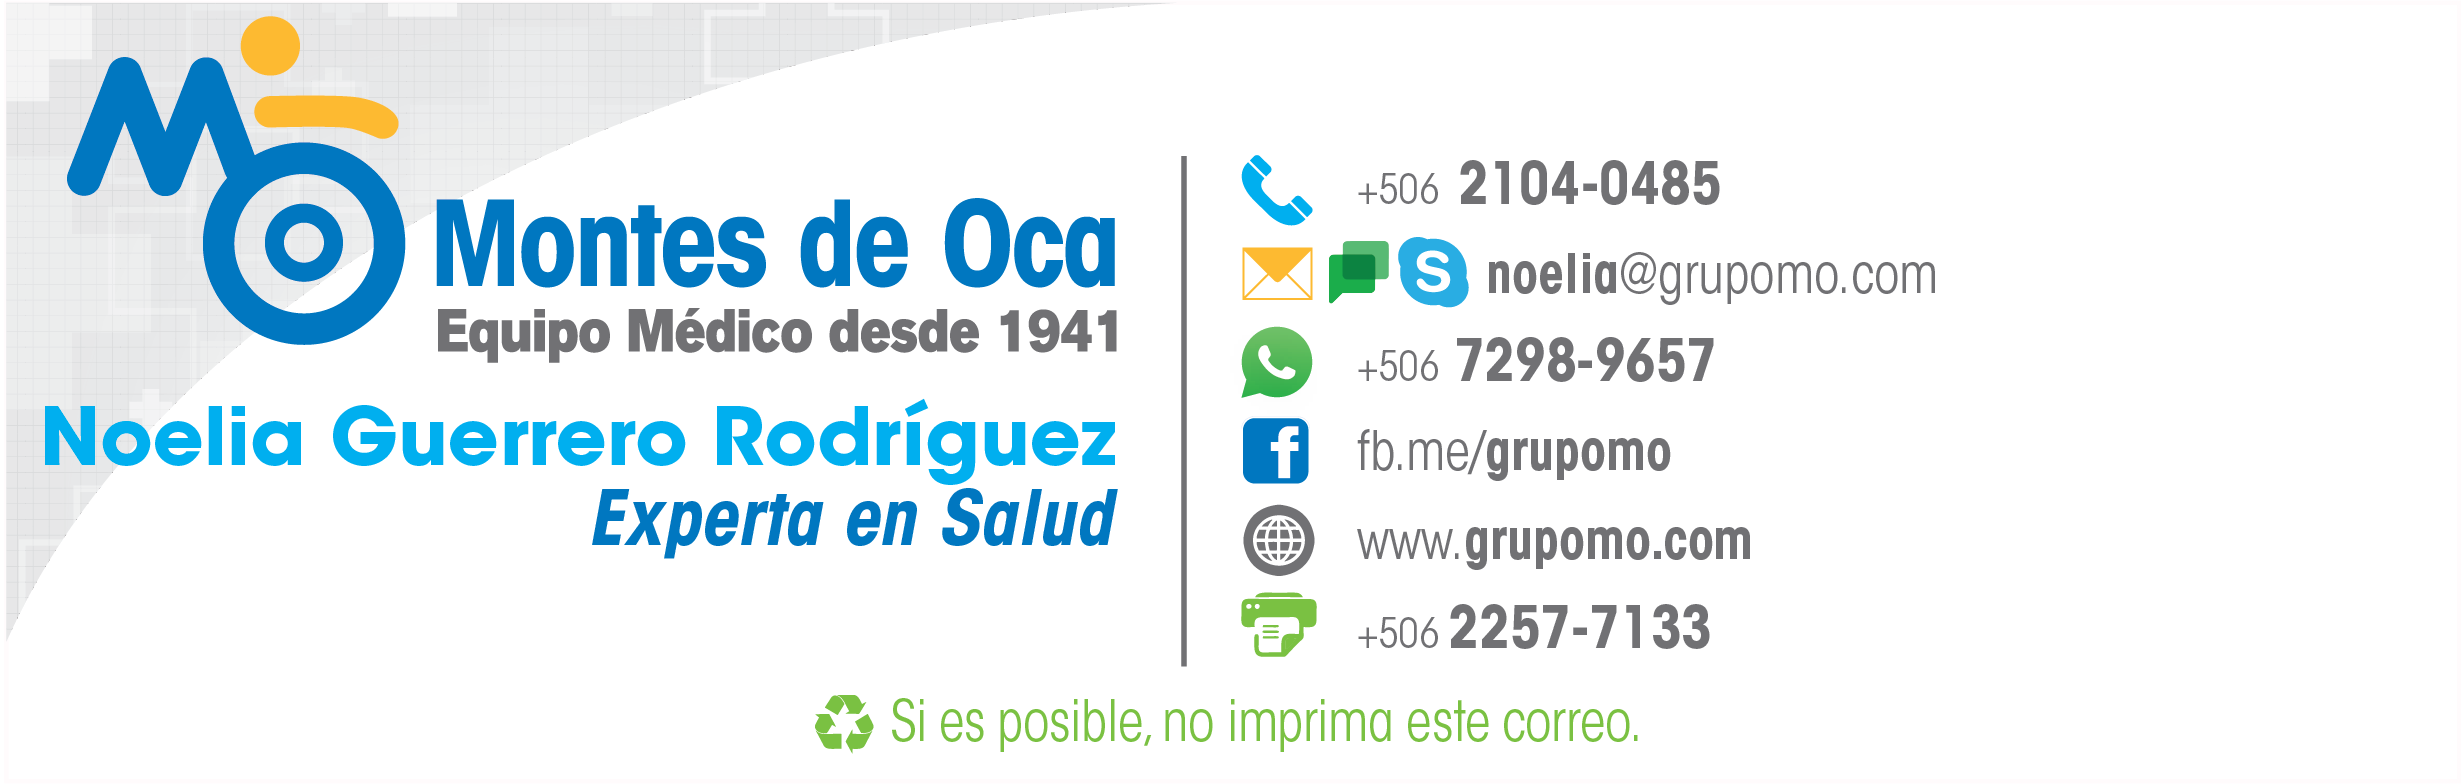 Montes de Oca
Equipo Médico desde 1941
Noelia Guerrero Rodríguez
Experta en Salud
+506 2104-0485
noelia@grupomo.com
+506 7298-9657
fb.me/grupomo
www.grupomo.com
+506 2257-7133
Si es posible, no imprima este correo.